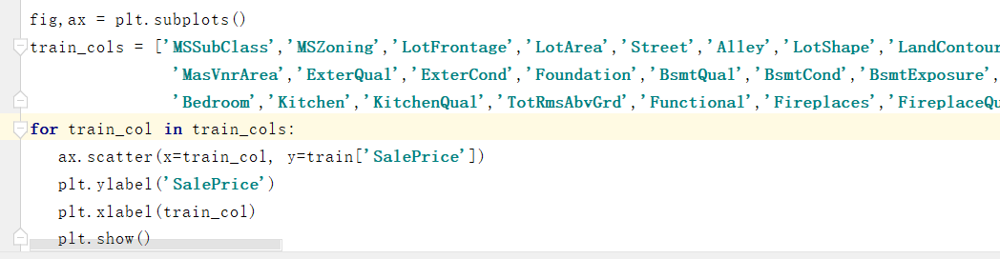 fig,ax = plt.subplots()
train_cols = ['MSSubClass','MSZoning','LotFrontage','LotArea','Street','Alley','LotShape','LandContour
'MasVnrArea','ExterQual','ExterCond','Foundation','BsmtQual','BsmtCond','BsmtExposure',
'Bedroom','Kitchen','KitchenQual','TotRmsAbvGrd','Functional','Fireplaces','FireplaceQu
for train_col in train_cols:
ax.scatter(x=train_col, y=train['SalePrice'])
plt.ylabel('SalePrice')
plt.xlabel(train_col)
plt.show()